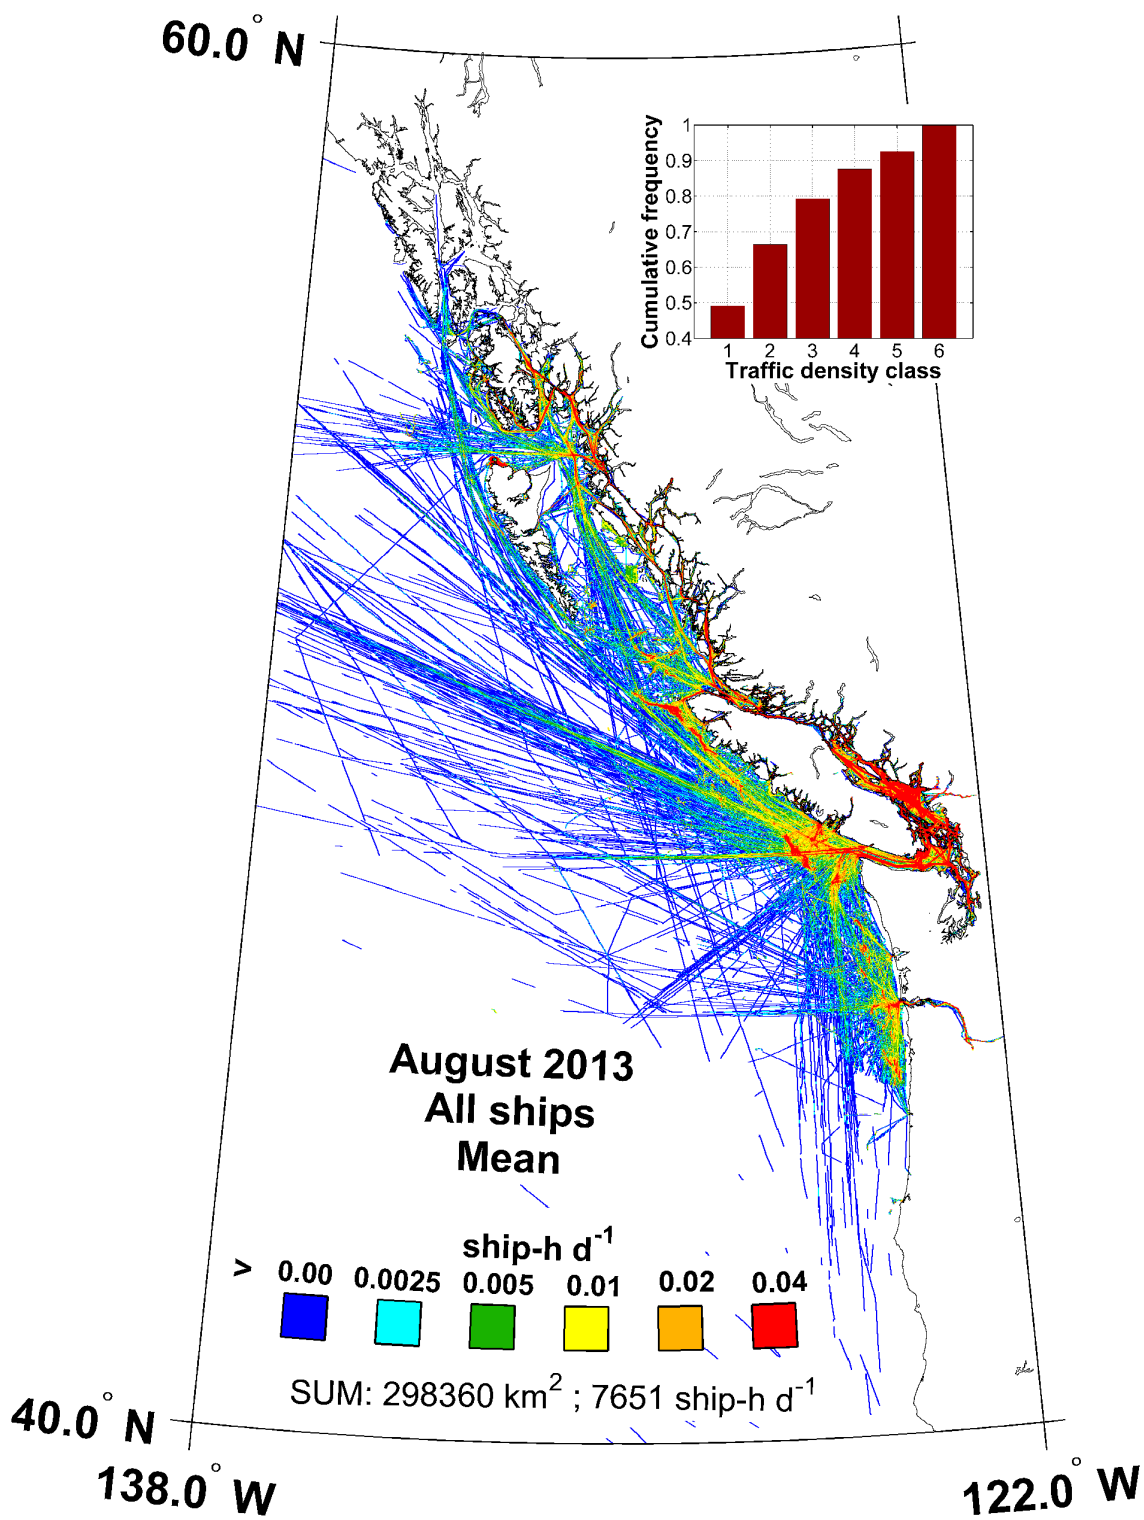 60.0° N
Cumulative frequency
1
0.9
0.8
0.7
0.6
0.5
0.4
1 2 3 4 5 6
Traffic density class
August 2013
All ships
Mean
ship-h d⁻¹
> 0.00 0.0025 0.005 0.01 0.02 0.04
SUM: 298360 km² ; 7651 ship-h d⁻¹
40.0° N
138.0° W
122.0° W